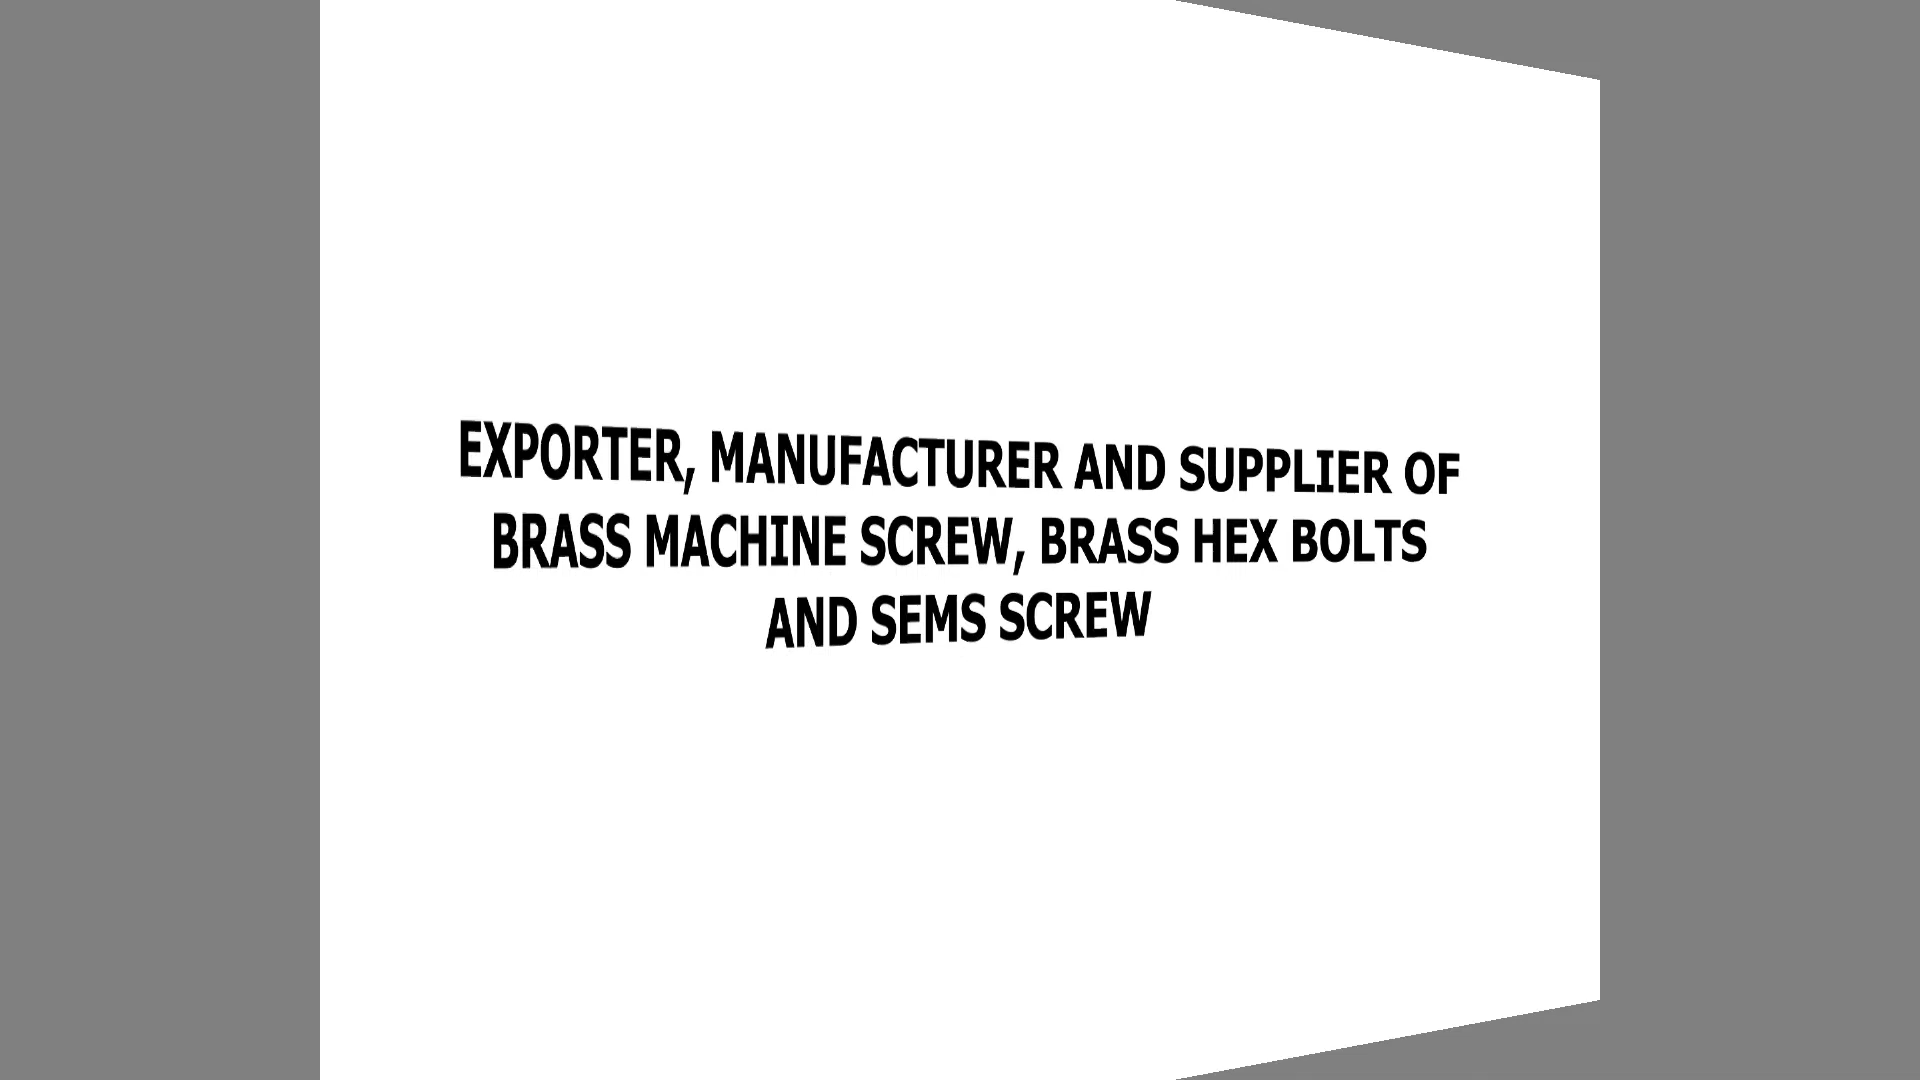 EXPORTER, MANUFACTURER AND SUPPLIER OF
BRASS MACHINE SCREW, BRASS HEX BOLTS
AND SEMS SCREW